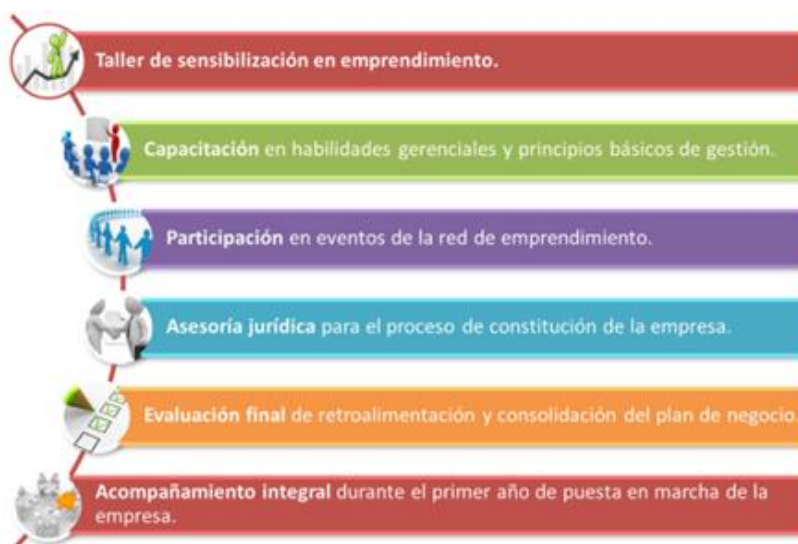 Taller de sensibilización en emprendimiento.
Capacitación en habilidades gerenciales y principios básicos de gestión.
Participación en eventos de la red de emprendimiento.
Asesoría jurídica para el proceso de constitución de la empresa.
Evaluación final de retroalimentación y consolidación del plan de negocio.
Acompañamiento integral durante el primer año de puesta en marcha de la
empresa.